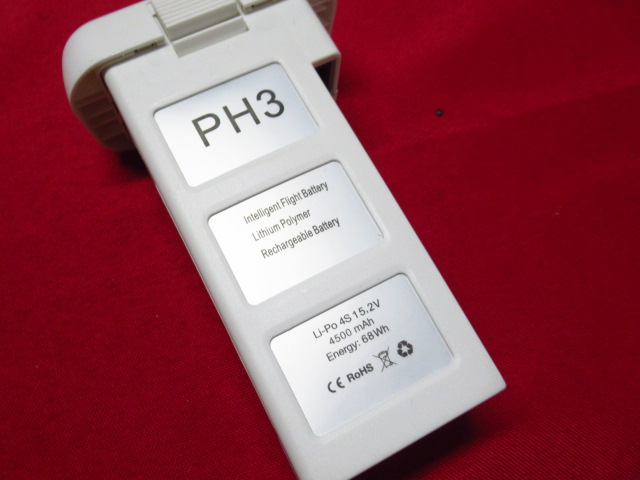 PH3
Intelligent Flight Battery
Lithium Polymer
Rechargeable Battery
Li-Po 4S 15.2V
4500 mAh
Energy: 68Wh
CE RoHS